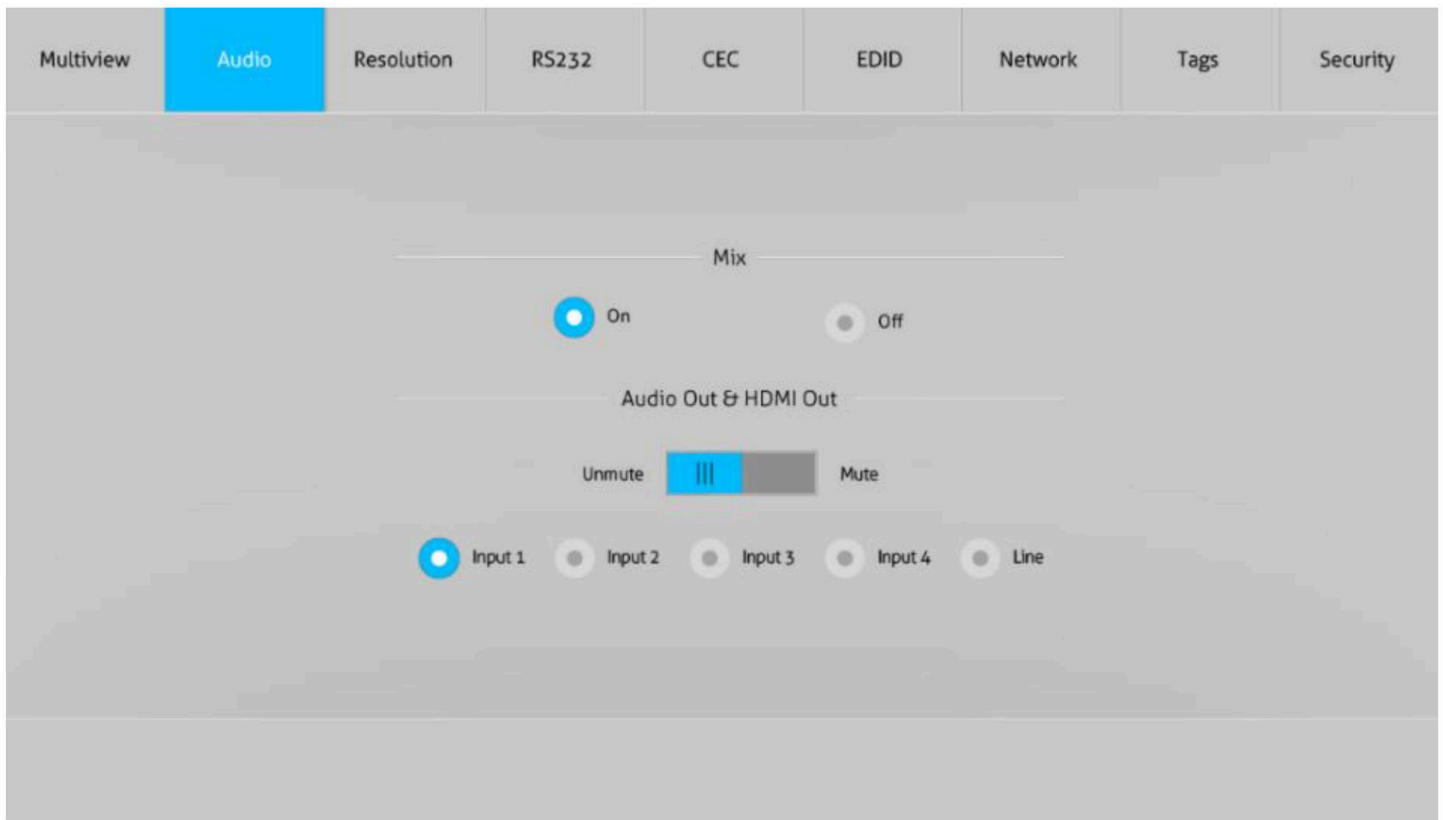 Multiview Audio Resolution RS232 CEC EDID Network Tags Security
Mix
On Off
Audio Out & HDMI Out
Unmute Mute
Input 1 Input 2 Input 3 Input 4 Line